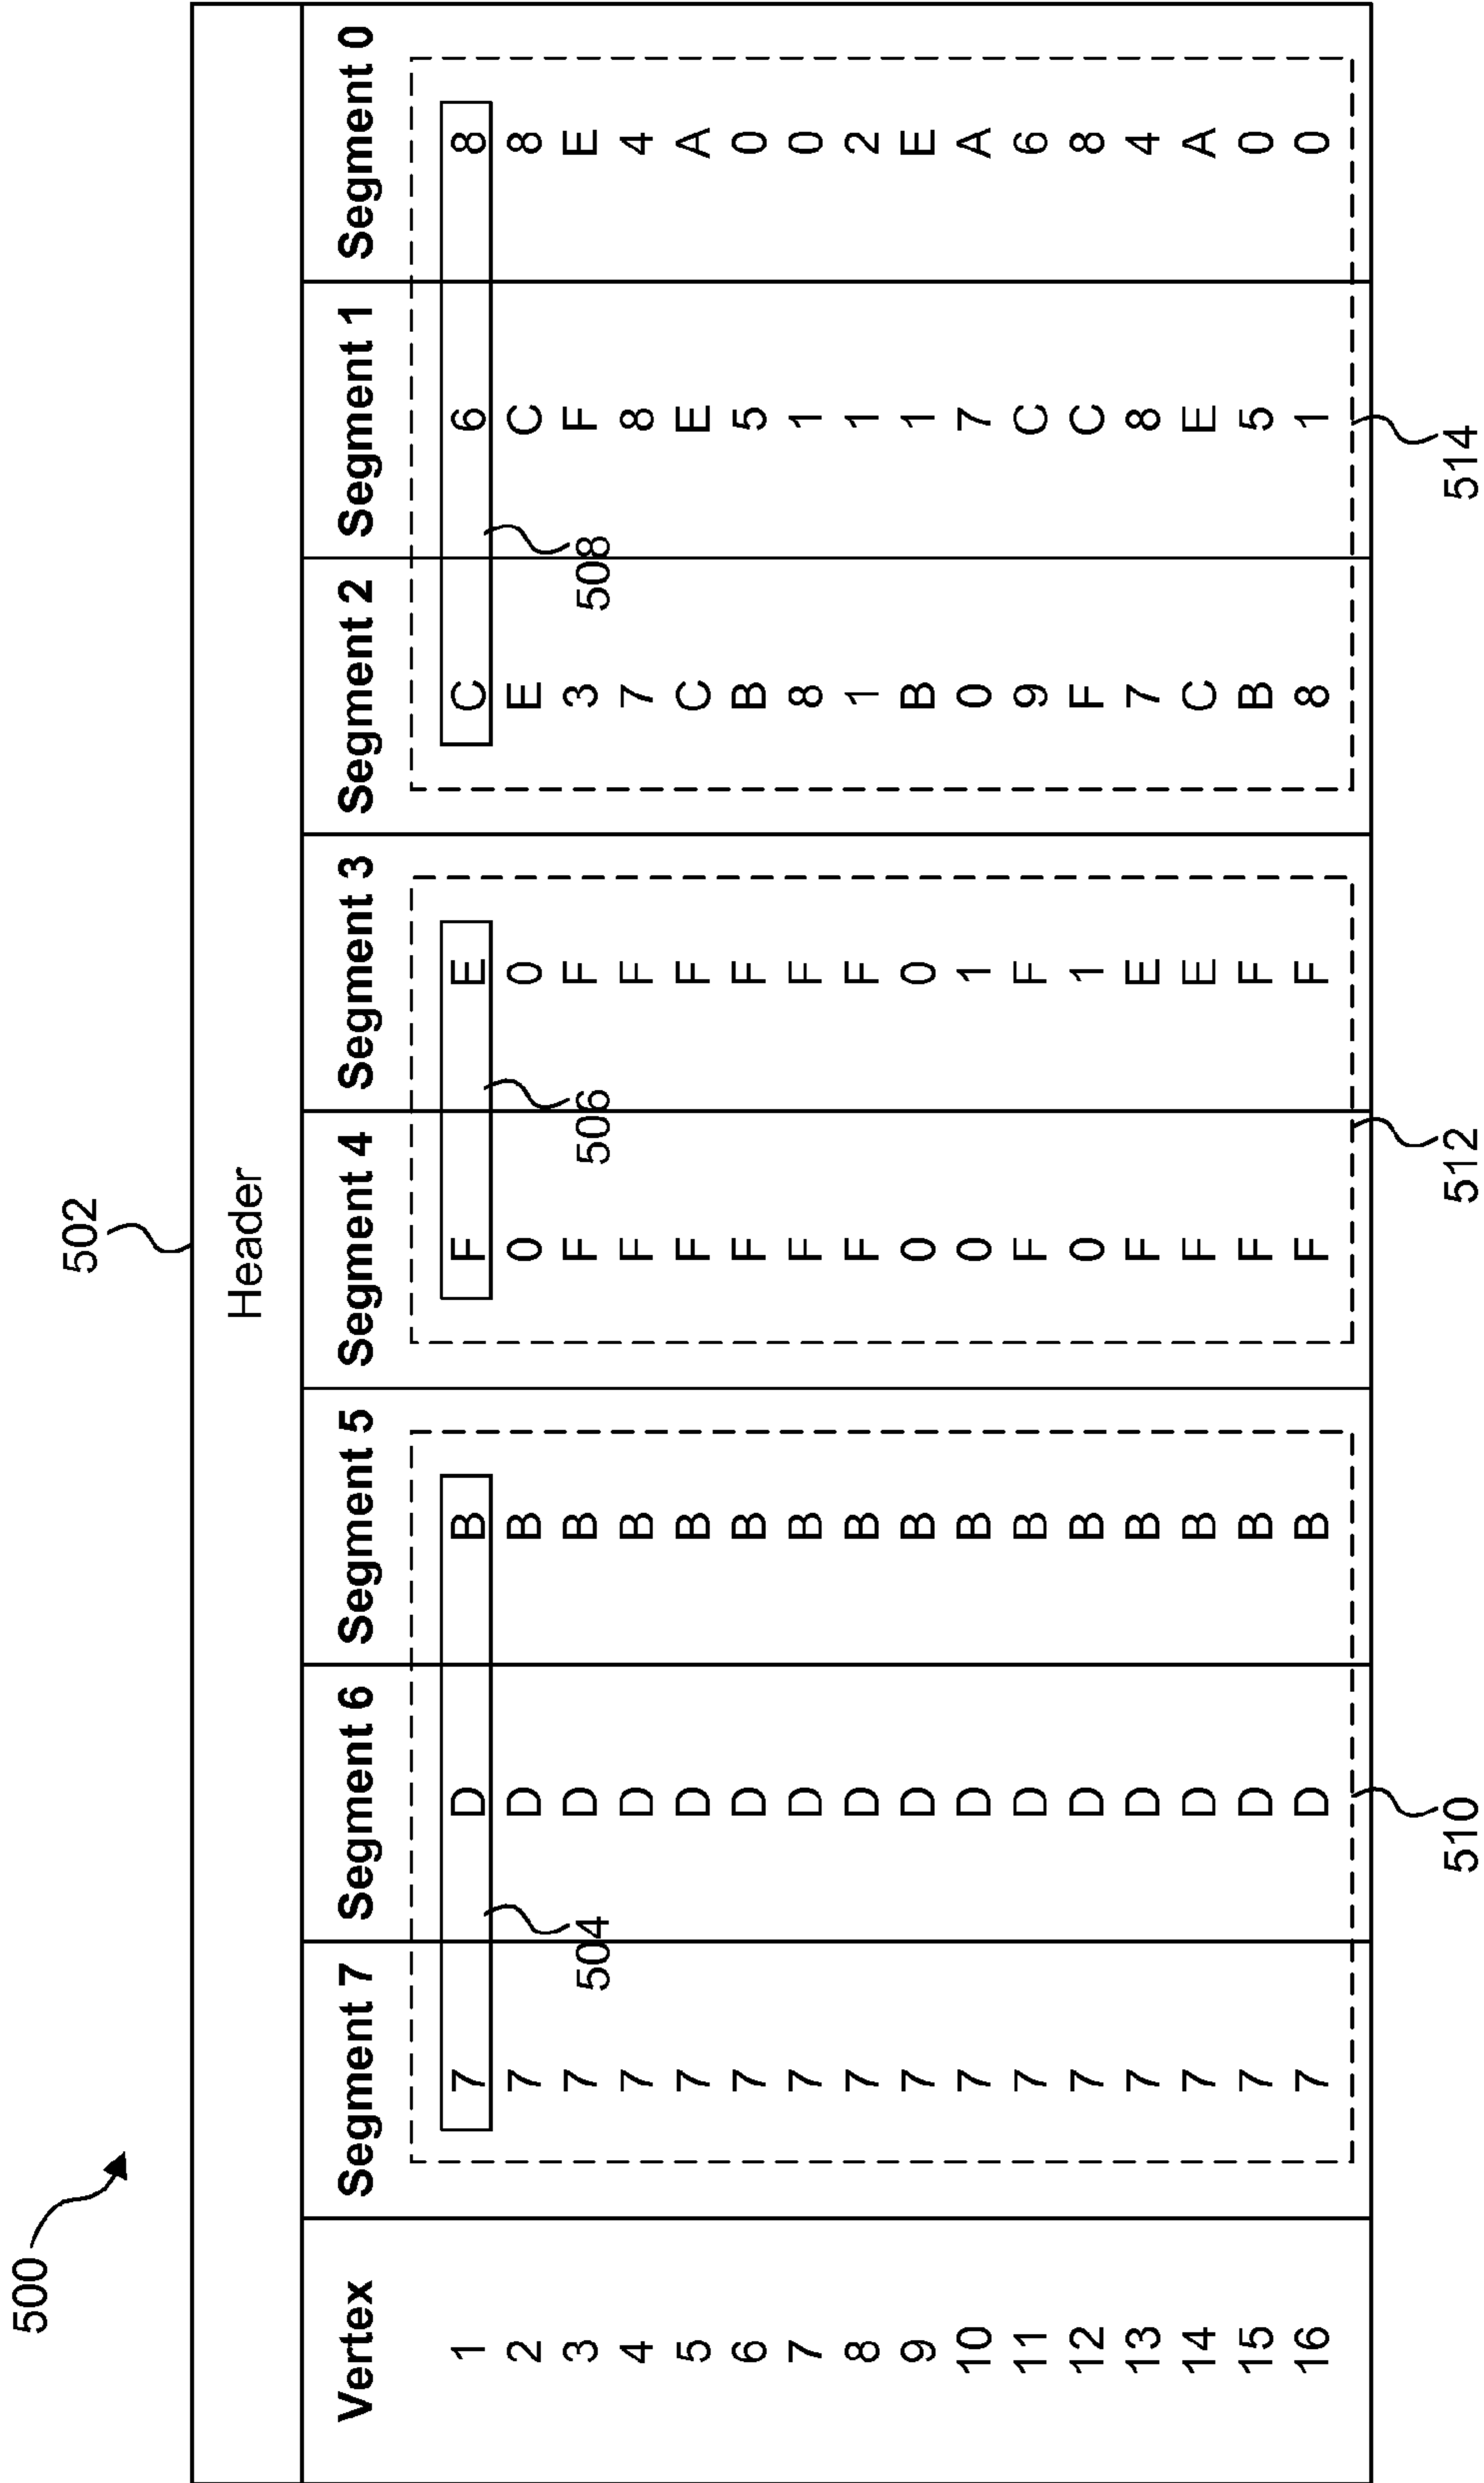 500
502
Header
Vertex Segment 7 Segment 6 Segment 5 Segment 4 Segment 3 Segment 2 Segment 1 Segment 0
1 7 D B F E C 6 8
2 7 D B 0 0 E C 8
504 506 508
3 7 D B F F 3 F E
4 7 D B F F 7 8 4
5 7 D B F F C E A
6 7 D B F F B 5 0
7 7 D B F F 8 1 0
8 7 D B F F 1 1 2
9 7 D B 0 0 B 1 E
10 7 D B 0 1 0 7 A
11 7 D B F F 9 C 6
12 7 D B 0 1 F C 8
13 7 D B F E 7 8 4
14 7 D B F E C E A
15 7 D B F F B 5 0
16 7 D B F F 8 1 0
510 512 514